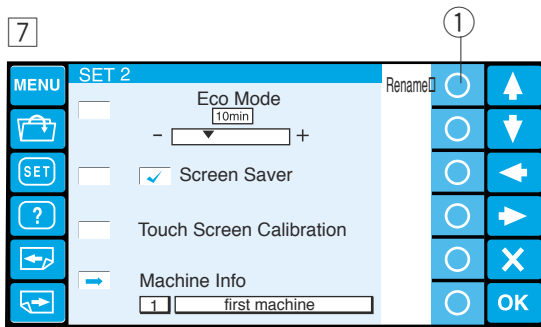 7
1
MENU
SET 2
Rename
Eco Mode
10min
- +
SET
Screen Saver
?
Touch Screen Calibration
Machine Info
1 first machine
X
OK